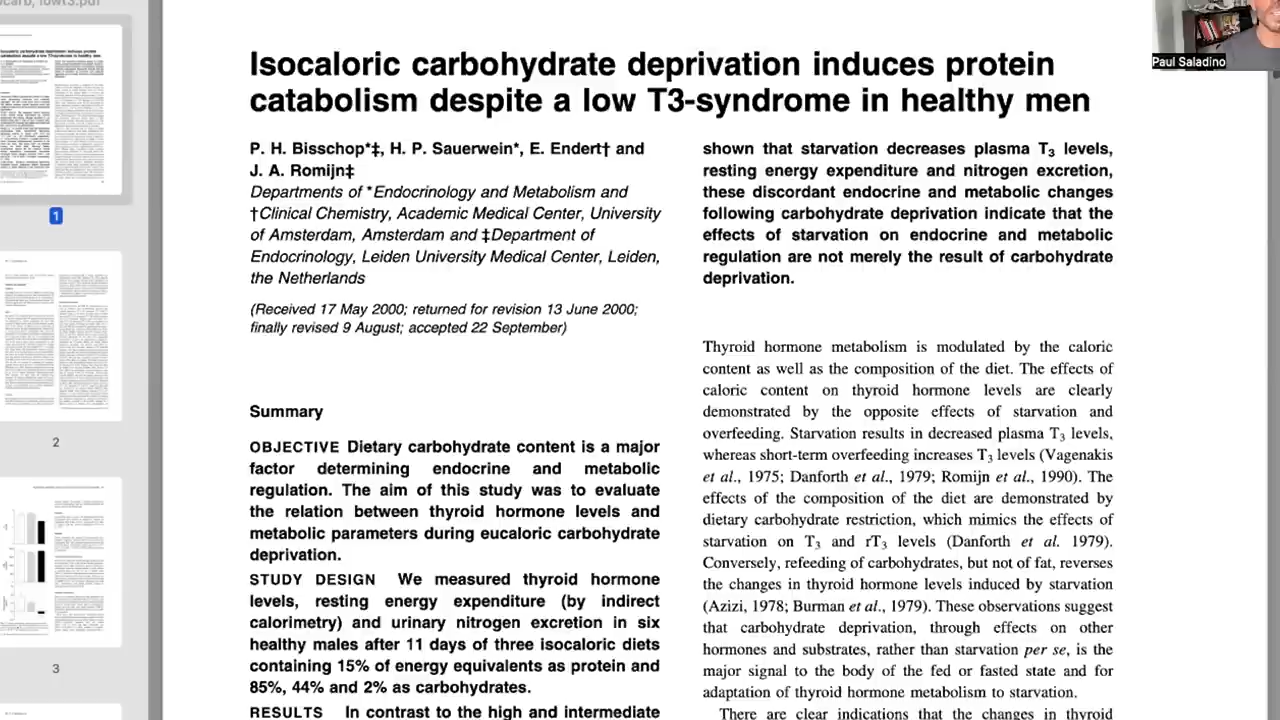 carb, lowt3.pdf
Paul Saladino
1
2
3
Isocaloric carbohydrate deprivation induces protein
catabolism despite a low T3-syndrome in healthy men
P. H. Bisschop*‡, H. P. Sauerwein*, E. Endert† and
J. A. Romijn‡
Departments of *Endocrinology and Metabolism and
†Clinical Chemistry, Academic Medical Center, University
of Amsterdam, Amsterdam and ‡Department of
Endocrinology, Leiden University Medical Center, Leiden,
the Netherlands
(Received 17 May 2000; returned for revision 13 June 2000;
finally revised 9 August; accepted 22 September)
Summary
OBJECTIVE Dietary carbohydrate content is a major
factor determining endocrine and metabolic
regulation. The aim of this study was to evaluate
the relation between thyroid hormone levels and
metabolic parameters during eucaloric carbohydrate
deprivation.
STUDY DESIGN We measured thyroid hormone
levels, resting energy expenditure (by indirect
calorimetry) and urinary nitrogen excretion in six
healthy males after 11 days of three isocaloric diets
containing 15% of energy equivalents as protein and
85%, 44% and 2% as carbohydrates.
RESULTS In contrast to the high and intermediate
shown that starvation decreases plasma T3 levels,
resting energy expenditure and nitrogen excretion,
these discordant endocrine and metabolic changes
following carbohydrate deprivation indicate that the
effects of starvation on endocrine and metabolic
regulation are not merely the result of carbohydrate
deprivation.
Thyroid hormone metabolism is modulated by the caloric
content as well as the composition of the diet. The effects of
caloric content on thyroid hormone levels are clearly
demonstrated by the opposite effects of starvation and
overfeeding. Starvation results in decreased plasma T3 levels,
whereas short-term overfeeding increases T3 levels (Vagenakis
et al., 1975; Danforth et al., 1979; Romijn et al., 1990). The
effects of the composition of the diet are demonstrated by
dietary carbohydrate restriction, which mimics the effects of
starvation on T3 and rT3 levels (Danforth et al. 1979).
Conversely, refeeding of carbohydrates, but not of fat, reverses
the changes in thyroid hormone levels induced by starvation
(Azizi, 1978; Burman et al., 1979). These observations suggest
that carbohydrate deprivation, through effects on other
hormones and substrates, rather than starvation per se, is the
major signal to the body of the fed or fasted state and for
adaptation of thyroid hormone metabolism to starvation.
There are clear indications that the changes in thyroid